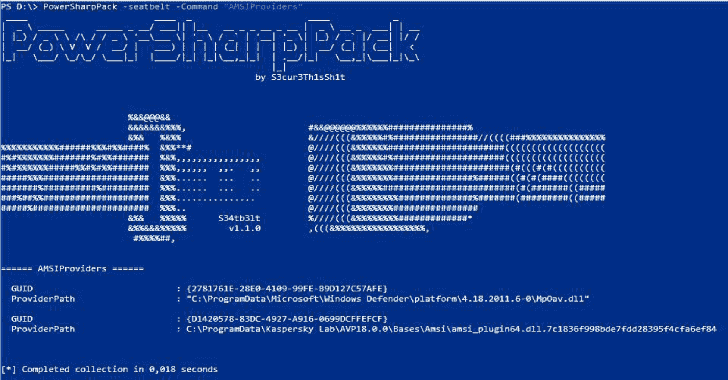 PS D:\> PowerSharpPack -seatbelt -Command "AMSIProviders"
PowerSharpPack
by S3cur3Th1sSh1t
S34tb3lt
v1.1.0
====== AMSIProviders ======
GUID : {2781761E-28E0-4109-99FE-B9D127C57AFE}
ProviderPath : "C:\ProgramData\Microsoft\Windows Defender\platform\4.18.2011.6-0\MpOav.dll"
GUID : {D1420578-83DC-4927-A916-0699DCFFEFCF}
ProviderPath : C:\ProgramData\Kaspersky Lab\AVP18.0.0\Bases\Amsi\amsi_plugin64.dll.7c1836f998bde7fdd28395f4cfa6ef84
[*] Completed collection in 0,018 seconds